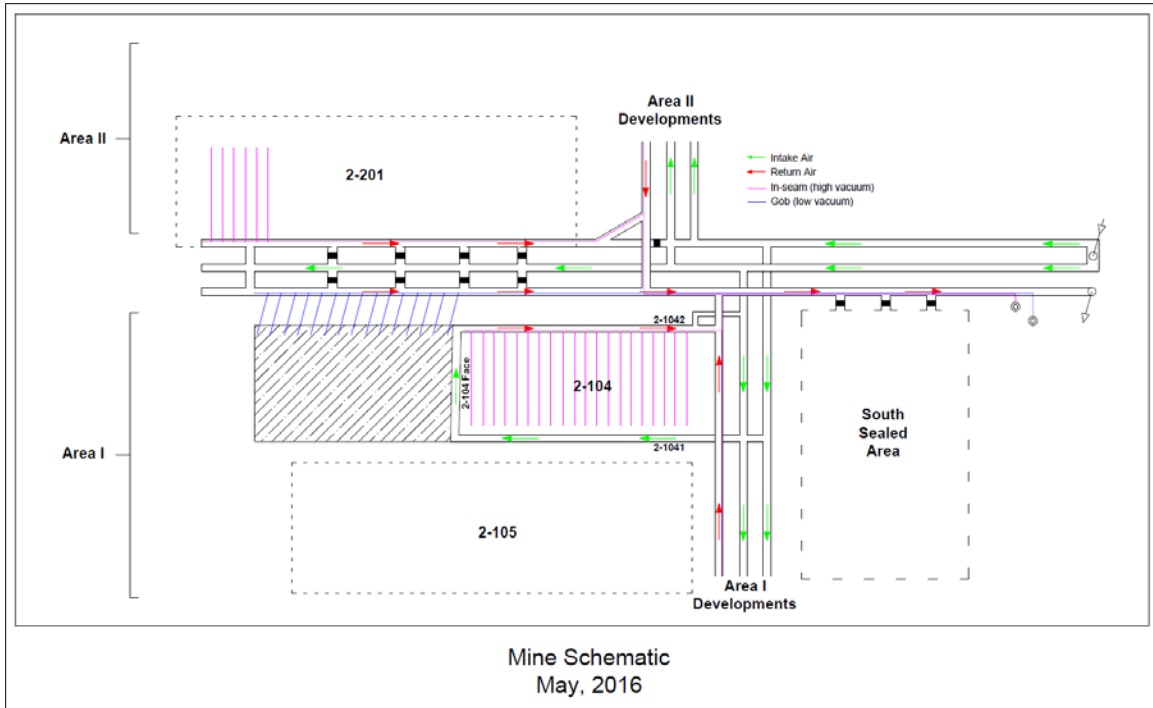 Area II
Developments
Area II
Intake Air
Return Air
In-seam (high vacuum)
Gob (low vacuum)
2-201
2-1042
2-104 Face
2-104
2-1041
South
Sealed
Area
Area I
2-105
Area I
Developments
Mine Schematic
May, 2016